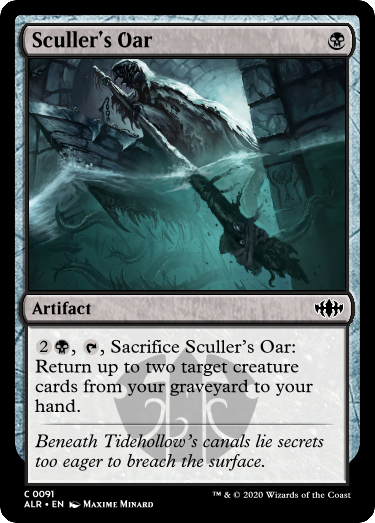 Sculler's Oar
Artifact
2 , , Sacrifice Sculler's Oar:
Return up to two target creature
cards from your graveyard to your
hand.
Beneath Tidehollow's canals lie secrets
too eager to breach the surface.
C 0091
ALR • EN Maxime Minard
™ & © 2020 Wizards of the Coast